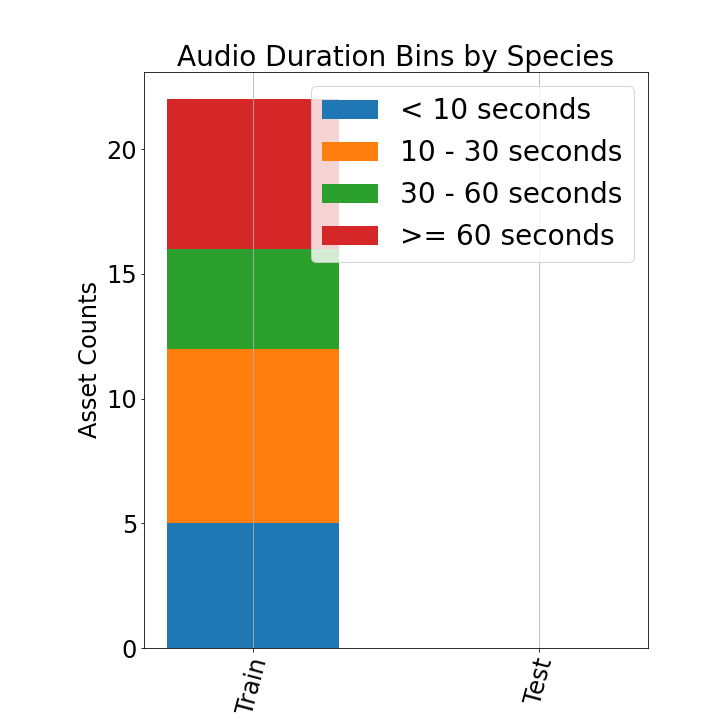 Audio Duration Bins by Species
< 10 seconds
10 - 30 seconds
30 - 60 seconds
>= 60 seconds
Asset Counts
20
15
10
5
0
Train
Test